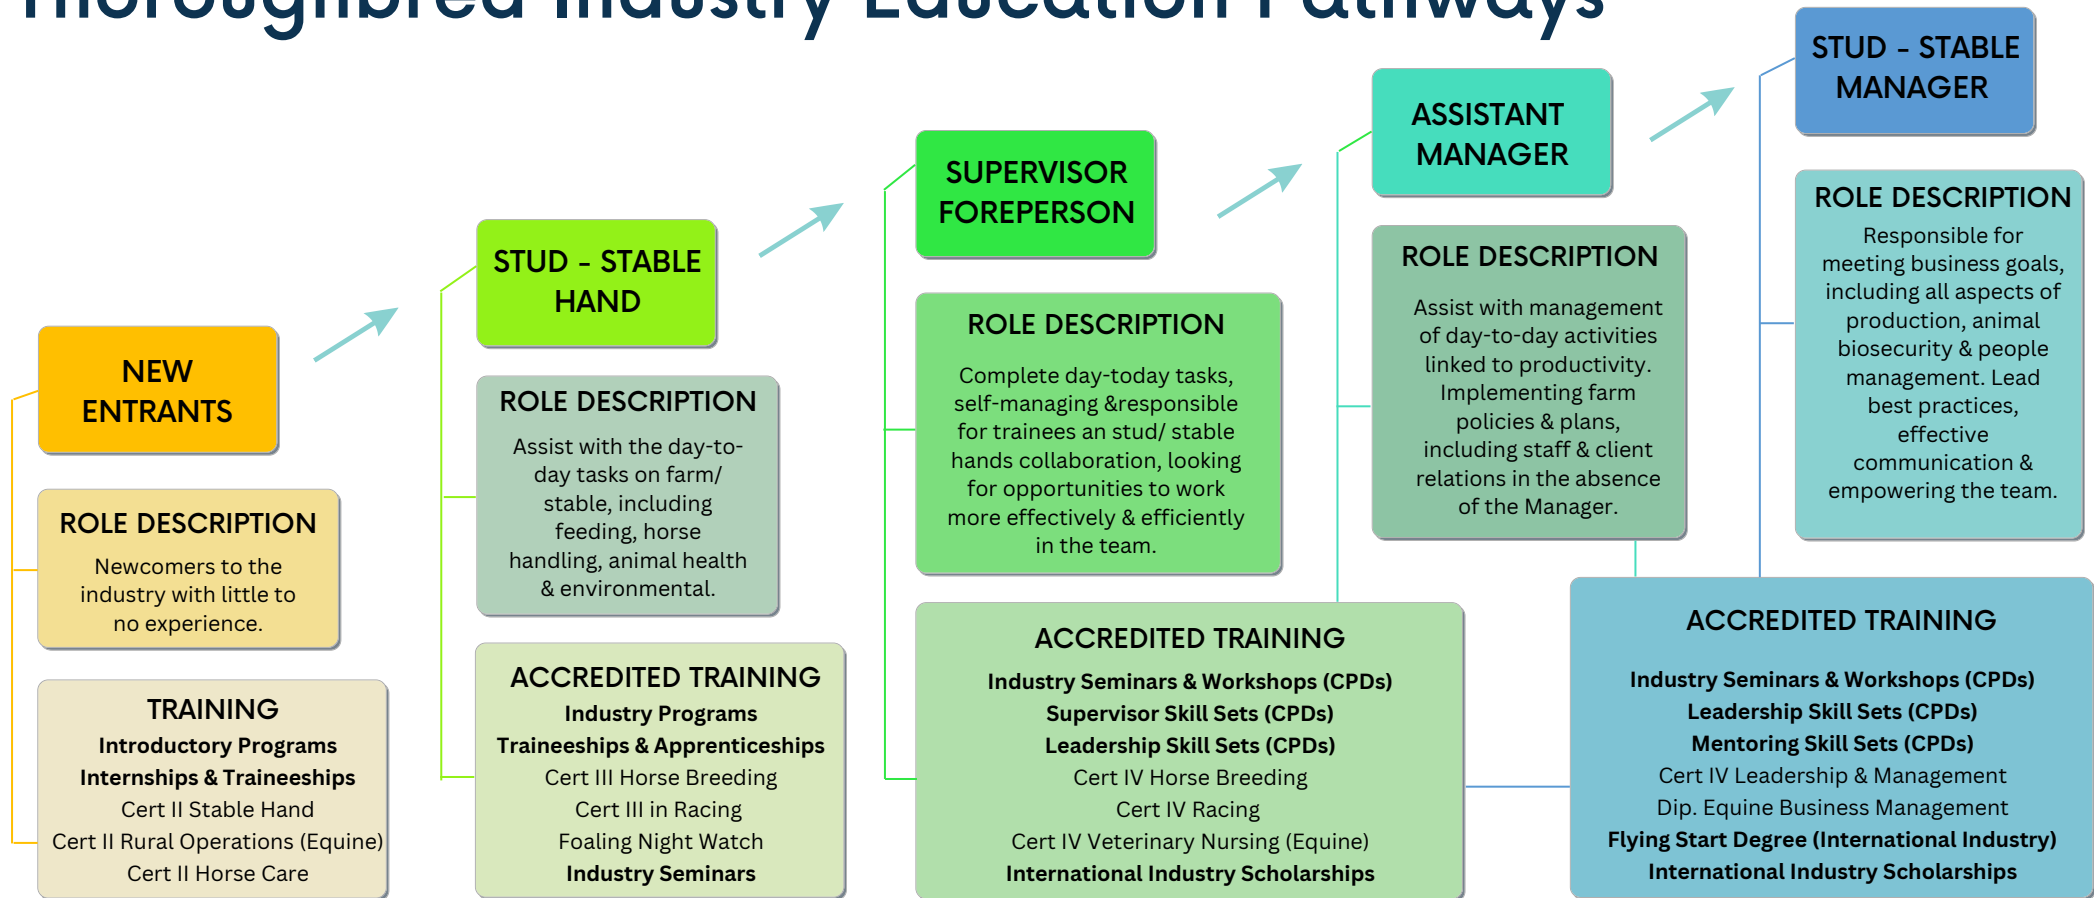 Thoroughbred Industry Education Pathways
NEW
ENTRANTS
ROLE DESCRIPTION
Newcomers to the
industry with little to
no experience.
TRAINING
Introductory Programs
Internships & Traineeships
Cert II Stable Hand
Cert II Rural Operations (Equine)
Cert II Horse Care
STUD - STABLE
HAND
ROLE DESCRIPTION
Assist with the day-to-
day tasks on farm/
stable, including
feeding, horse
handling, animal health
& environmental.
ACCREDITED TRAINING
Industry Programs
Traineeships & Apprenticeships
Cert III Horse Breeding
Cert III in Racing
Foaling Night Watch
Industry Seminars
SUPERVISOR
FOREPERSON
ROLE DESCRIPTION
Complete day-today tasks,
self-managing &responsible
for trainees an stud/ stable
hands collaboration, looking
for opportunities to work
more effectively & efficiently
in the team.
ACCREDITED TRAINING
Industry Seminars & Workshops (CPDs)
Supervisor Skill Sets (CPDs)
Leadership Skill Sets (CPDs)
Cert IV Horse Breeding
Cert IV Racing
Cert IV Veterinary Nursing (Equine)
International Industry Scholarships
ASSISTANT
MANAGER
ROLE DESCRIPTION
Assist with management
of day-to-day activities
linked to productivity.
Implementing farm
policies & plans,
including staff & client
relations in the absence
of the Manager.
STUD - STABLE
MANAGER
ROLE DESCRIPTION
Responsible for
meeting business goals,
including all aspects of
production, animal
biosecurity & people
management. Lead
best practices,
effective
communication &
empowering the team.
ACCREDITED TRAINING
Industry Seminars & Workshops (CPDs)
Leadership Skill Sets (CPDs)
Mentoring Skill Sets (CPDs)
Cert IV Leadership & Management
Dip. Equine Business Management
Flying Start Degree (International Industry)
International Industry Scholarships